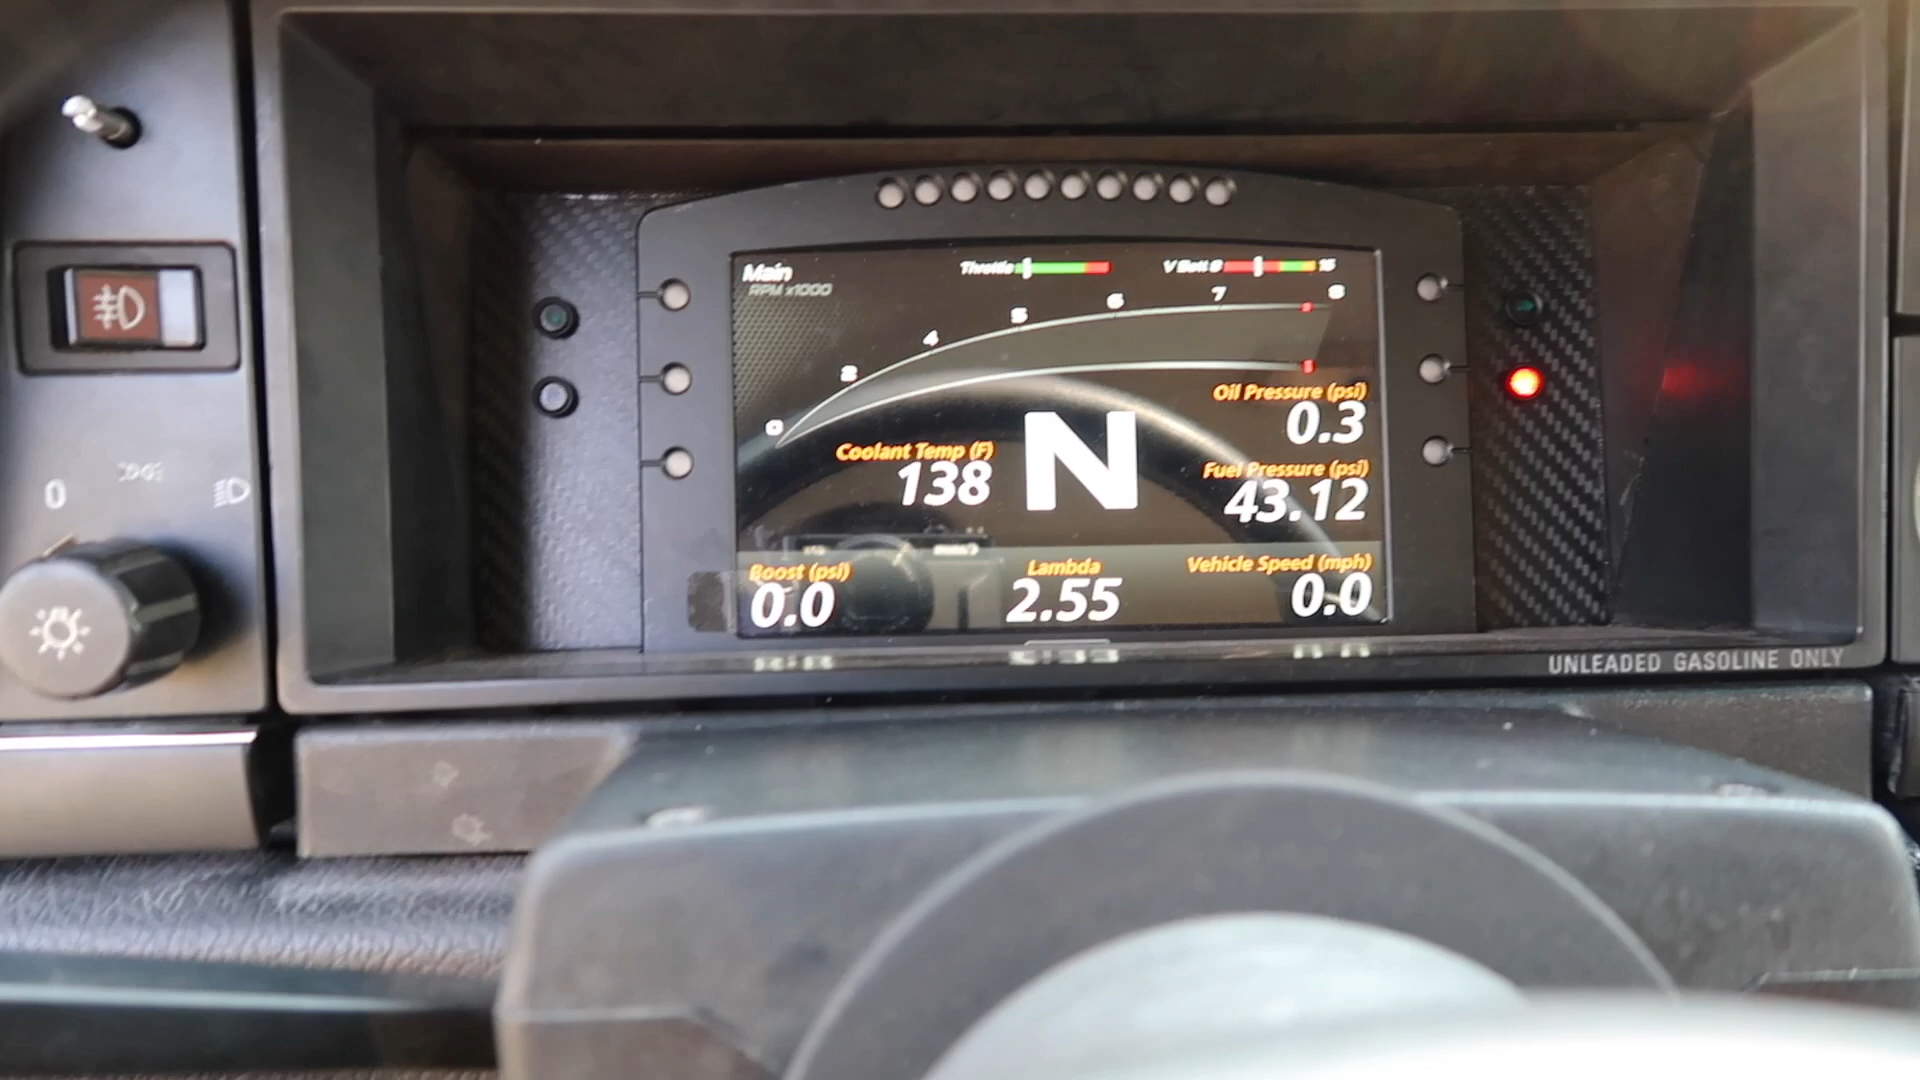 Main
RPM x1000
Throttle
V Batt 8 15
0 2 4 5 6 7 8
Oil Pressure (psi)
0.3
Coolant Temp (F)
138
N
Fuel Pressure (psi)
43.12
Boost (psi)
0.0
Lambda
2.55
Vehicle Speed (mph)
0.0
0
UNLEADED GASOLINE ONLY